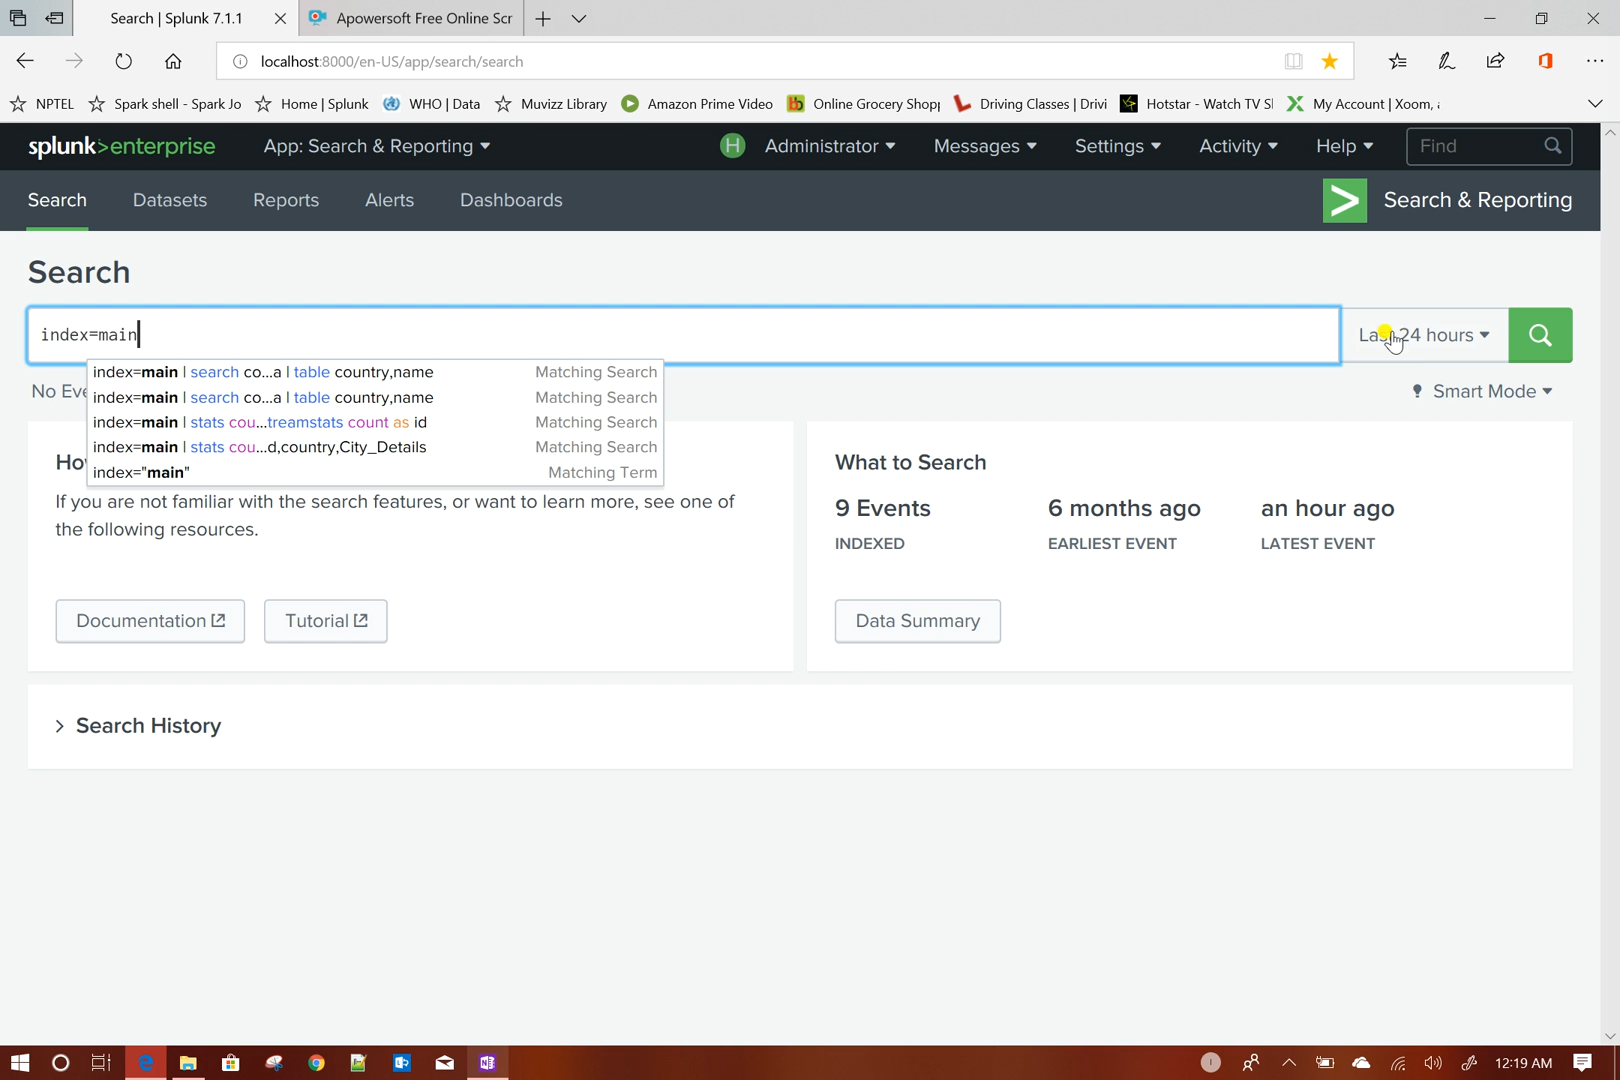 Search | Splunk 7.1.1
Apowersoft Free Online Scr
localhost:8000/en-US/app/search/search
NPTEL
Spark shell - Spark Jo
Home | Splunk
WHO | Data
Muvizz Library
Amazon Prime Video
Online Grocery Shopp
Driving Classes | Drivi
Hotstar - Watch TV S
My Account | Xoom,
splunk>enterprise
App: Search & Reporting
H
Administrator
Messages
Settings
Activity
Help
Find
Search
Datasets
Reports
Alerts
Dashboards
Search & Reporting
Search
index=main
Last 24 hours
index=main | search co...a | table country,name Matching Search
index=main | search co...a | table country,name Matching Search
index=main | stats cou...treamstats count as id Matching Search
index=main | stats cou...d,country,City_Details Matching Search
index="main" Matching Term
No Eve
Smart Mode
Ho
If you are not familiar with the search features, or want to learn more, see one of
the following resources.
Documentation
Tutorial
What to Search
9 Events
INDEXED
6 months ago
EARLIEST EVENT
an hour ago
LATEST EVENT
Data Summary
Search History
12:19 AM